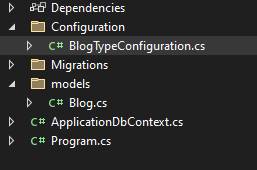 Dependencies
Configuration
C# BlogTypeConfiguration.cs
Migrations
models
C# Blog.cs
C# ApplicationDbContext.cs
C# Program.cs